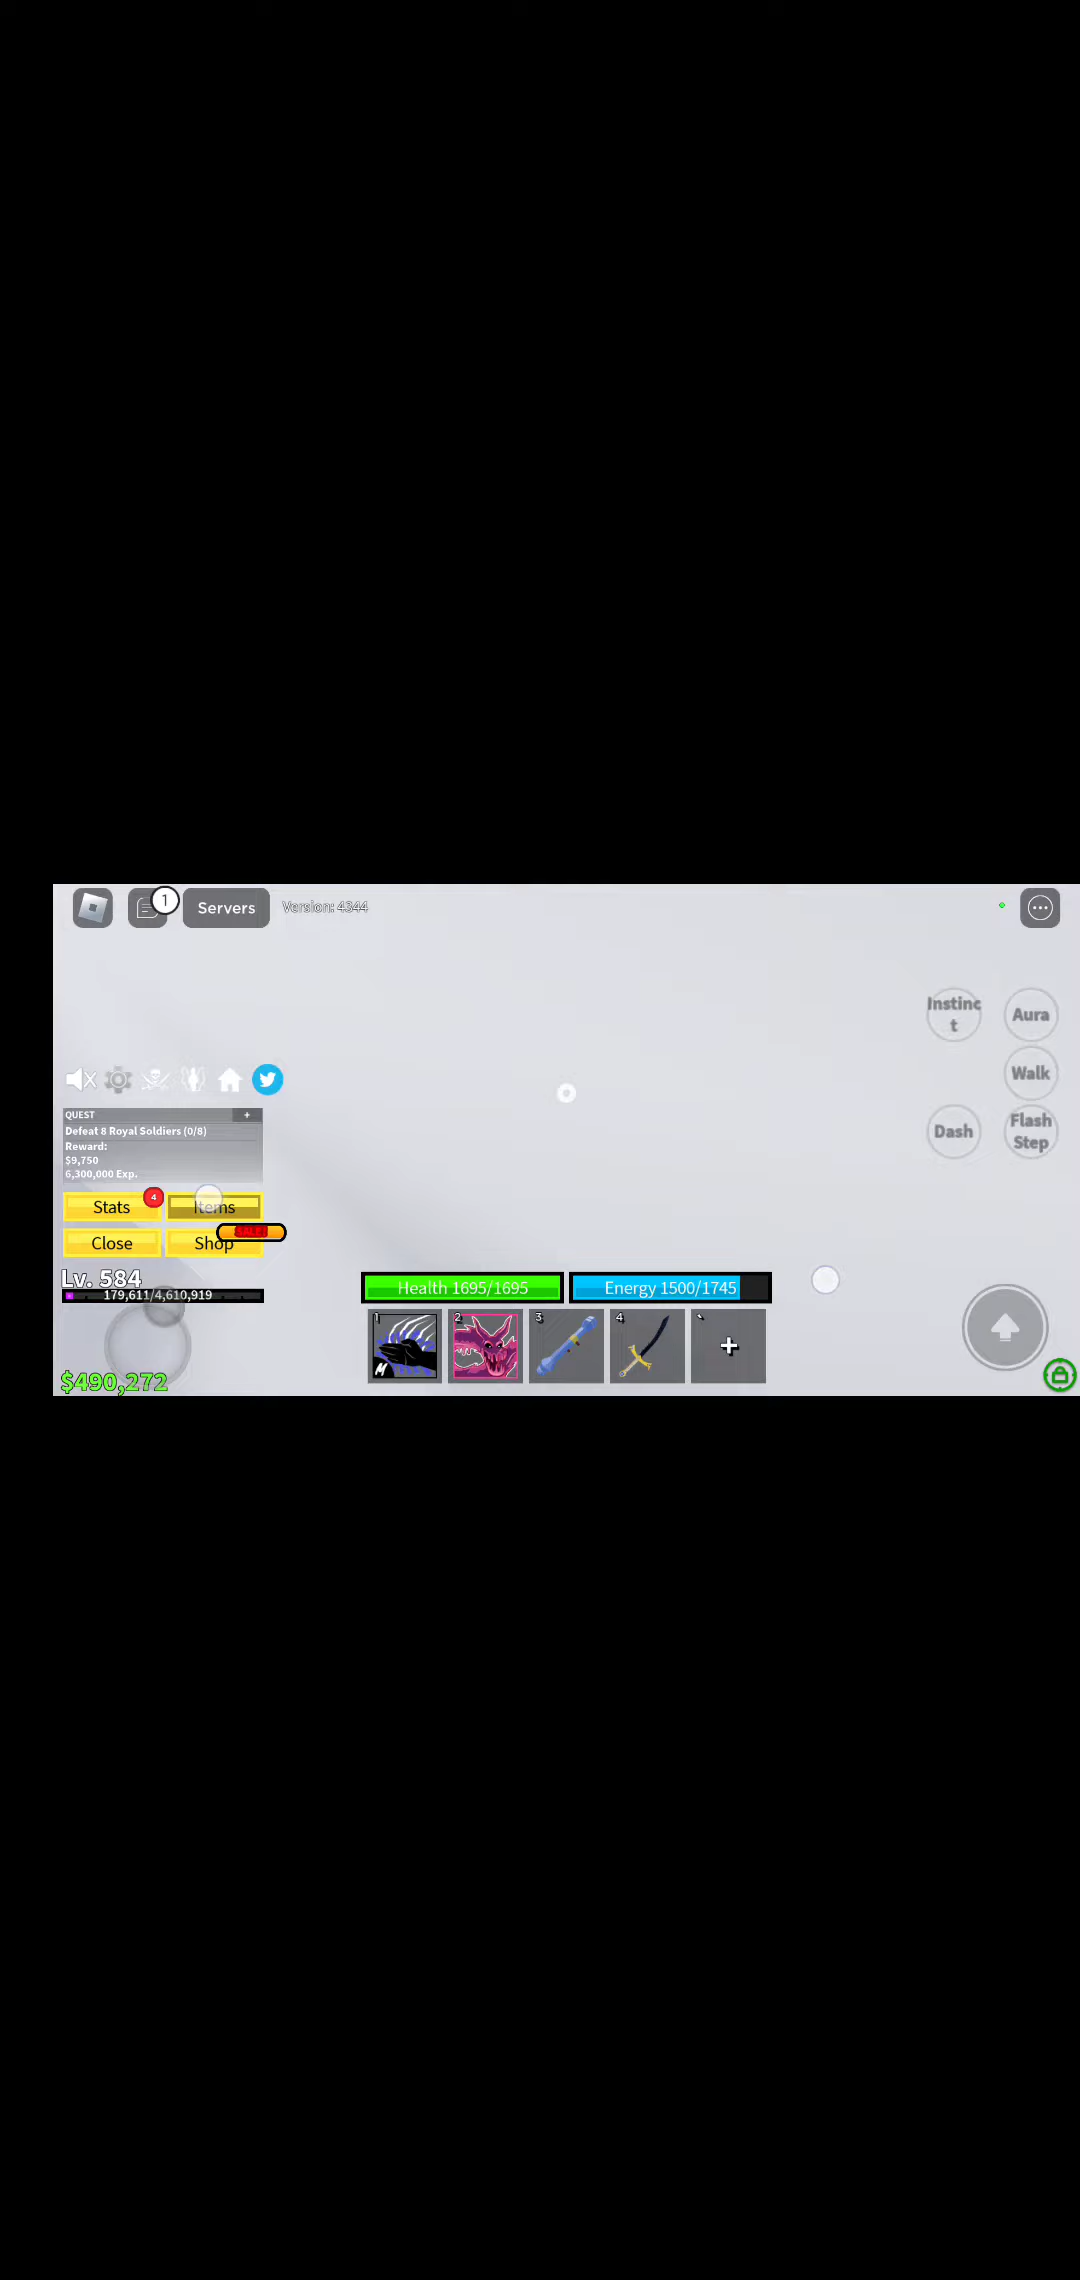 1
Servers
Version: 4344
Instinc
t
Aura
Walk
QUEST
+
Defeat 8 Royal Soldiers (0/8)
Reward:
$9,750
6,300,000 Exp.
Dash
Flash
Step
Stats
4
Items
Close
Shop
Lv. 584
179,611/4,610,919
Health 1695/1695
Energy 1500/1745
1
2
3
4
+
M
$490,272